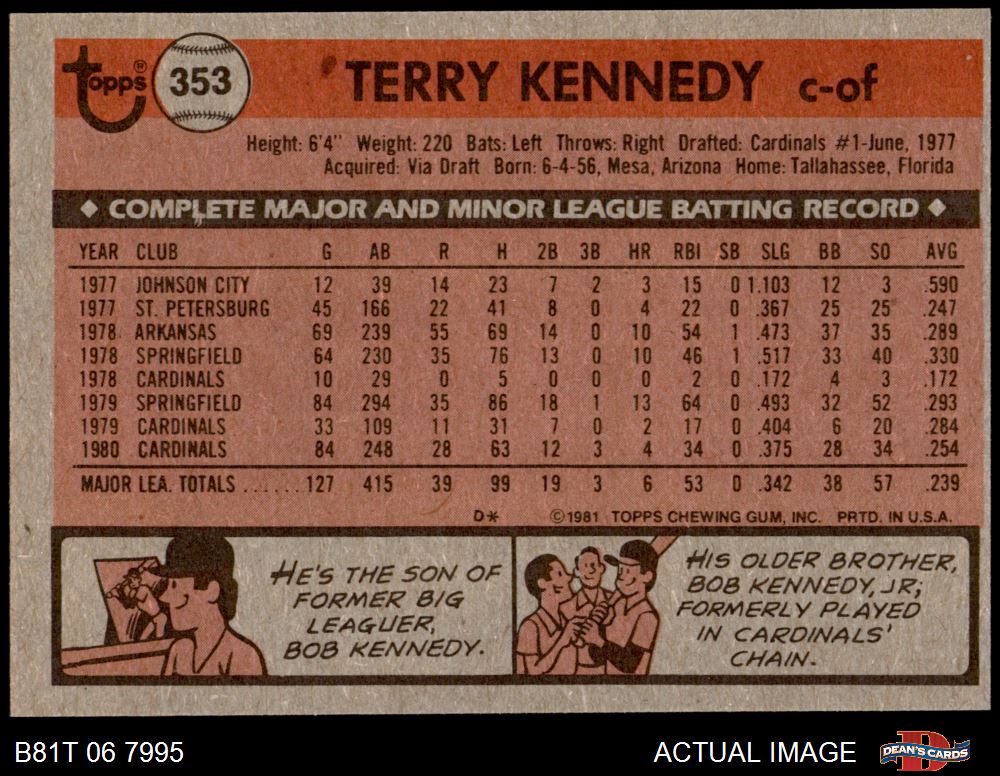 Topps® 353 TERRY KENNEDY c-of
Height: 6'4" Weight: 220 Bats: Left Throws: Right Drafted: Cardinals #1-June, 1977
Acquired: Via Draft Born: 6-4-56, Mesa, Arizona Home: Tallahassee, Florida
◆ COMPLETE MAJOR AND MINOR LEAGUE BATTING RECORD ◆
YEAR CLUB G AB R H 2B 3B HR RBI SB SLG BB SO AVG
1977 JOHNSON CITY 12 39 14 23 7 2 3 15 0 1.103 12 3 .590
1977 ST. PETERSBURG 45 166 22 41 8 0 4 22 0 .367 25 25 .247
1978 ARKANSAS 69 239 55 69 14 0 10 54 1 .473 37 35 .289
1978 SPRINGFIELD 64 230 35 76 13 0 10 46 1 .517 33 40 .330
1978 CARDINALS 10 29 0 5 0 0 0 2 0 .172 4 3 .172
1979 SPRINGFIELD 84 294 35 86 18 1 13 64 0 .493 32 52 .293
1979 CARDINALS 33 109 11 31 7 0 2 17 0 .404 6 20 .284
1980 CARDINALS 84 248 28 63 12 3 4 34 0 .375 28 34 .254
MAJOR LEA. TOTALS ...... 127 415 39 99 19 3 6 53 0 .342 38 57 .239
D* ©1981 TOPPS CHEWING GUM, INC. PRTD. IN U.S.A.
HE'S THE SON OF
FORMER BIG
LEAGUER,
BOB KENNEDY.
HIS OLDER BROTHER,
BOB KENNEDY, JR;
FORMERLY PLAYED
IN CARDINALS'
CHAIN.
B81T 06 7995 ACTUAL IMAGE DEAN'S CARDS